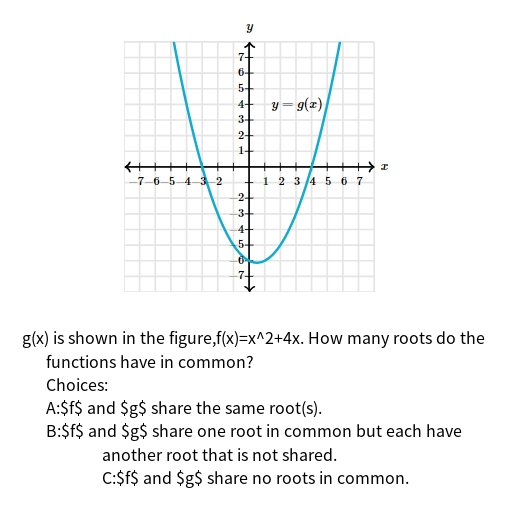 y
7
6
5
4
y = g(x)
3
2
1
x
-7 -6 -5 -4 -3 -2 1 2 3 4 5 6 7
-2
-3
-4
-5
-6
-7
g(x) is shown in the figure,f(x)=x^2+4x. How many roots do the
functions have in common?
Choices:
A:$f$ and $g$ share the same root(s).
B:$f$ and $g$ share one root in common but each have
another root that is not shared.
C:$f$ and $g$ share no roots in common.